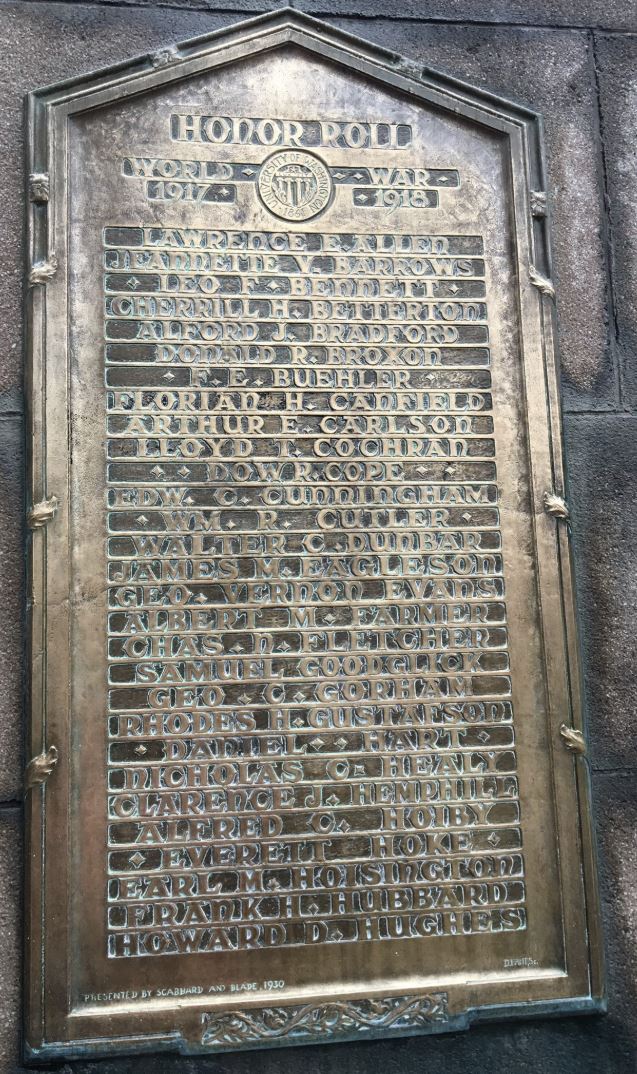 HONOR ROLL
WORLD WAR
1917 1918
UNIVERSITY OF WASHINGTON
1861
LAWRENCE E. ALLEN
JEANNETTE V. BARROWS
LEO F. BENNETT
CHERRILL H. BETTERTON
ALFORD J. BRADFORD
DONALD R. BROXON
F. E. BUEHLER
FLORIAN H. CANFIELD
ARTHUR E. CARLSON
LLOYD T. COCHRAN
DOW R. COPE
EDW. C. CUNNINGHAM
WM. R. CUTLER
WALTER C. DUNBAR
JAMES M. EAGLESON
GEO. VERNON EVANS
ALBERT M. FARMER
CHAS. N. FLETCHER
SAMUEL GOODGLICK
GEO. C. GORHAM
RHODES H. GUSTAFSON
DANIEL HART
NICHOLAS C. HEALY
CLARENCE J. HEMPHILL
ALFRED C. HOIBY
EVERETT HOKE
EARL M. HOISINGTON
FRANK H. HUBBARD
HOWARD D. HUGHES
PRESENTED BY SCABBARD AND BLADE, 1930